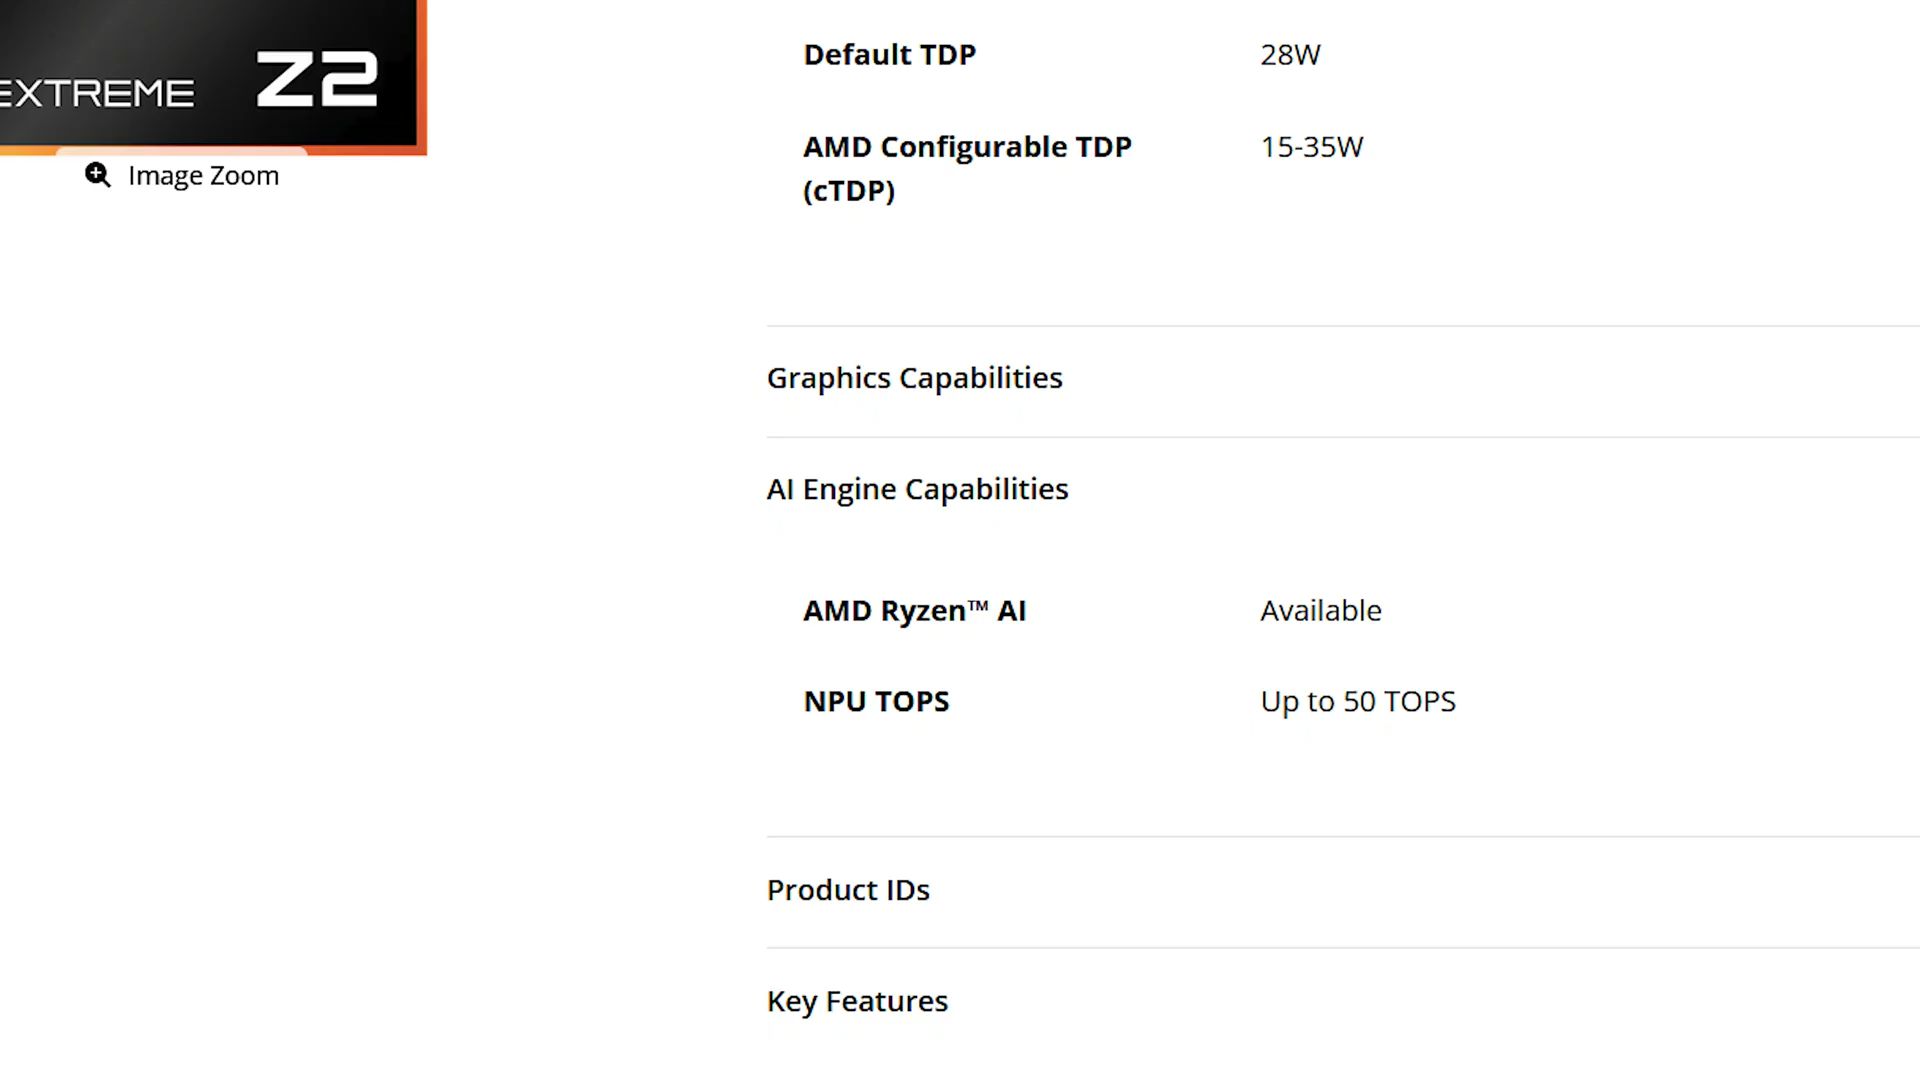 EXTREME Z2
Image Zoom
Default TDP 28W
AMD Configurable TDP 15-35W
(cTDP)
Graphics Capabilities
AI Engine Capabilities
AMD Ryzen™ AI Available
NPU TOPS Up to 50 TOPS
Product IDs
Key Features